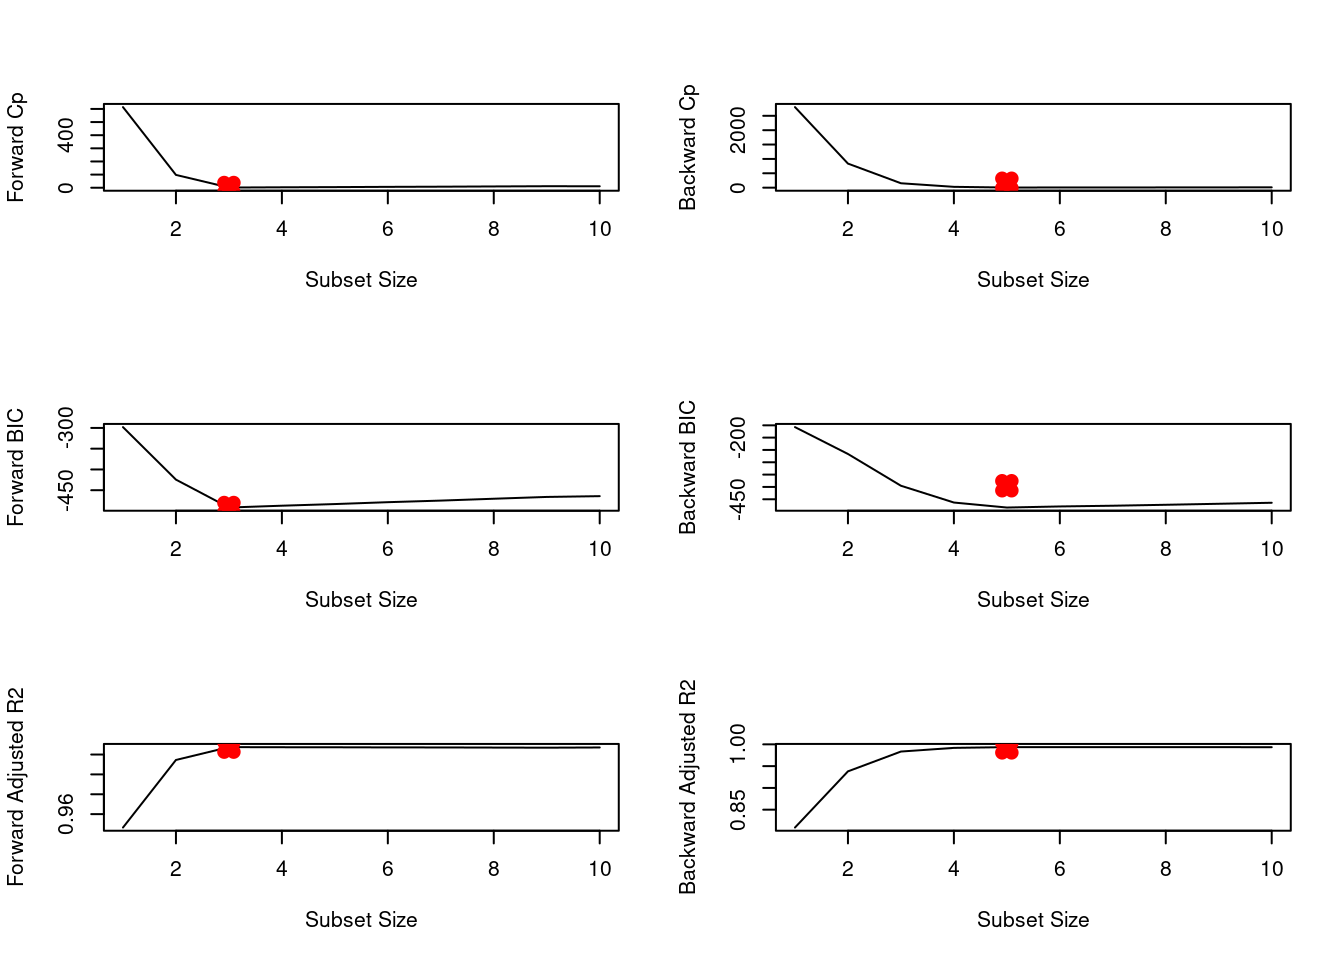 Forward Cp
400
0
2 4 6 8 10
Subset Size
Backward Cp
2000
0
2 4 6 8 10
Subset Size
Forward BIC
-300
-450
2 4 6 8 10
Subset Size
Backward BIC
-200
-450
2 4 6 8 10
Subset Size
Forward Adjusted R2
0.96
2 4 6 8 10
Subset Size
Backward Adjusted R2
1.00
0.85
2 4 6 8 10
Subset Size